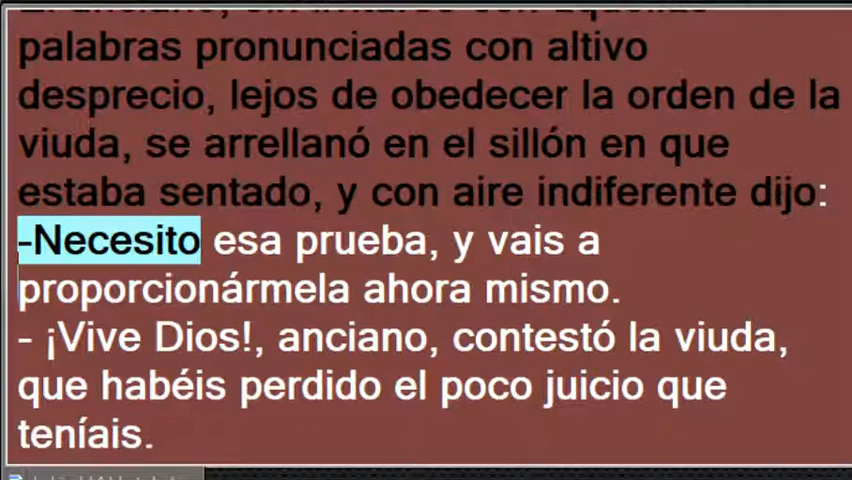 palabras pronunciadas con altivo
desprecio, lejos de obedecer la orden de la
viuda, se arrellanó en el sillón en que
estaba sentado, y con aire indiferente dijo:
-Necesito esa prueba, y vais a
proporcionármela ahora mismo.
- ¡Vive Dios!, anciano, contestó la viuda,
que habéis perdido el poco juicio que
teníais.